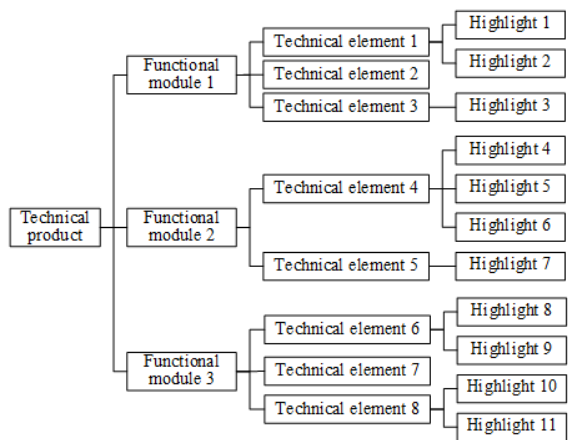 Technical
product
Functional
module 1
Technical element 1
Highlight 1
Highlight 2
Technical element 2
Technical element 3
Highlight 3
Functional
module 2
Technical element 4
Highlight 4
Highlight 5
Highlight 6
Technical element 5
Highlight 7
Functional
module 3
Technical element 6
Highlight 8
Highlight 9
Technical element 7
Technical element 8
Highlight 10
Highlight 11